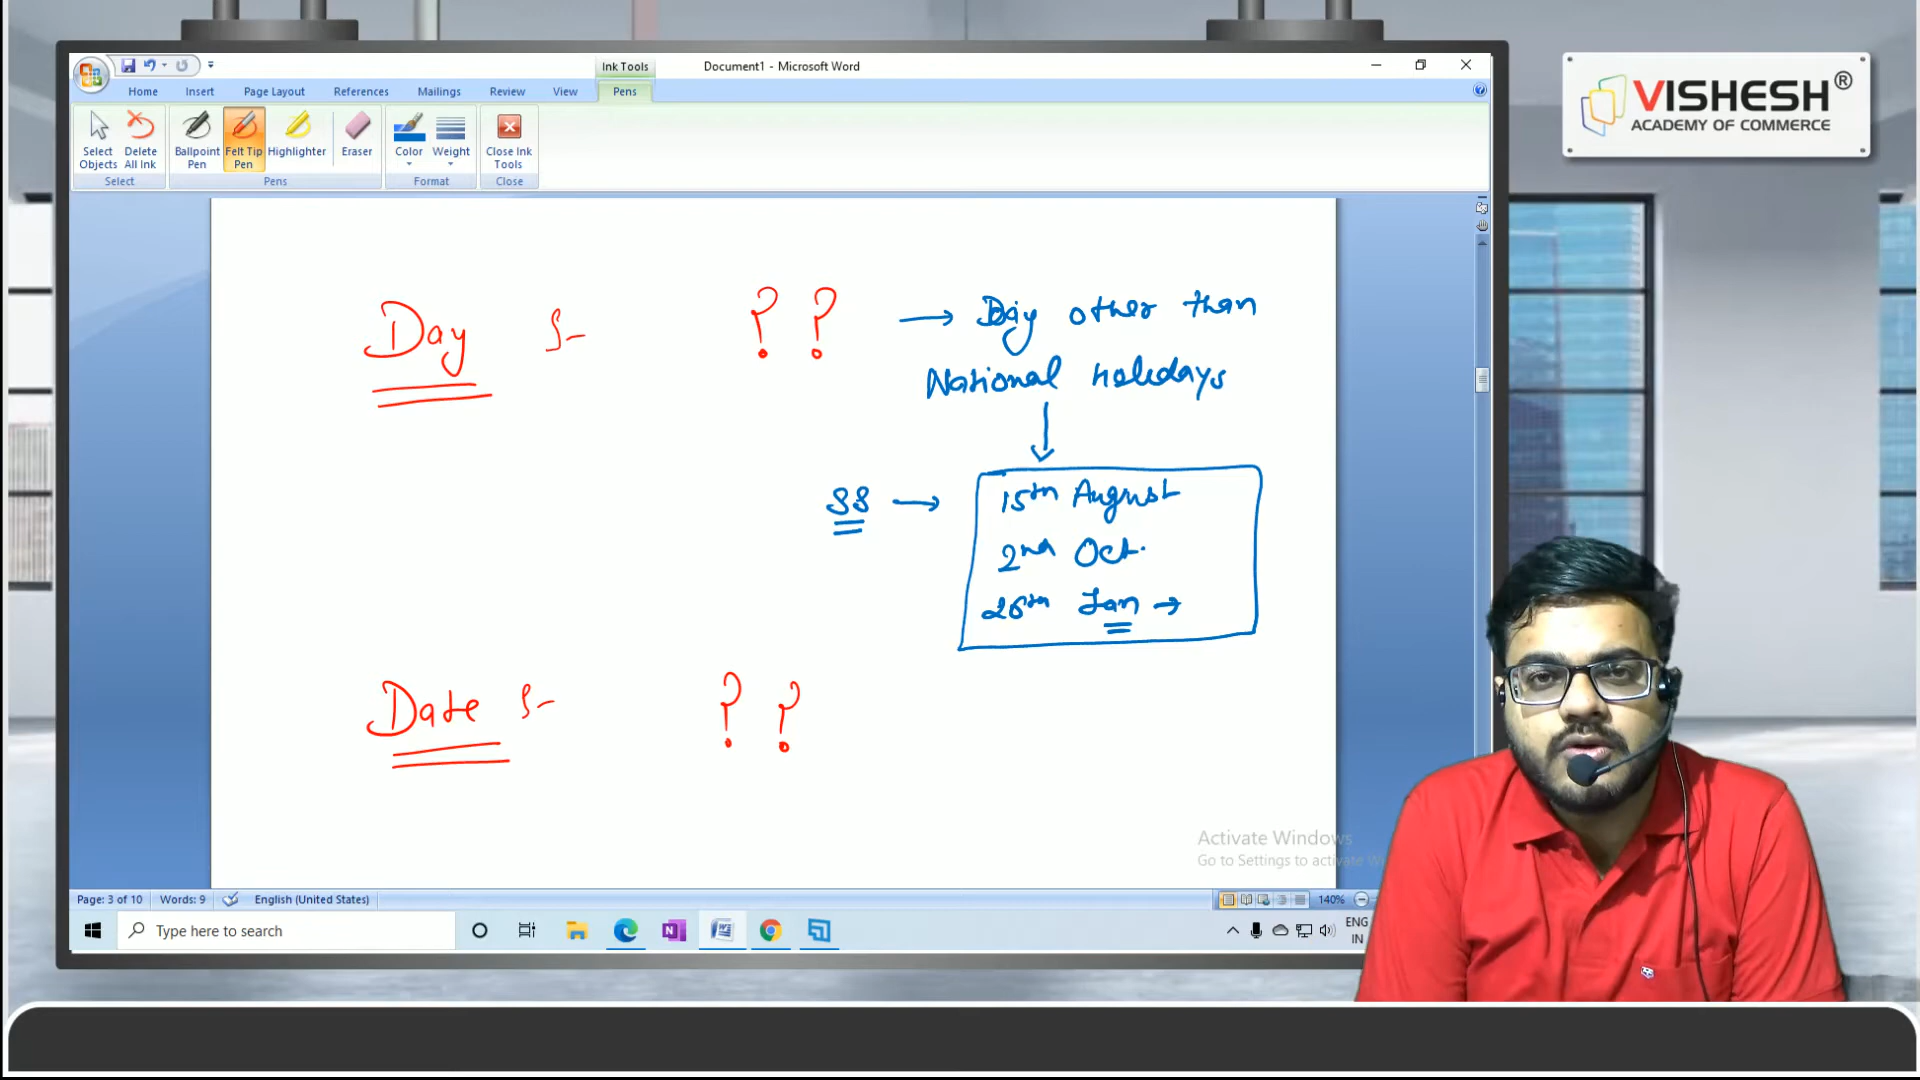 Ink Tools
Document1 - Microsoft Word
Home Insert Page Layout References Mailings Review View Pens
Select Objects
Delete All Ink
Ballpoint Pen
Felt Tip Pen
Highlighter
Eraser
Color
Weight
Close Ink Tools
Select Pens Format Close
VISHESH®
ACADEMY OF COMMERCE
Day :- ? ? → Day other than
National holidays
15th August
2nd Oct.
26th Jan →
Date :- ? ?
Activate Windows
Go to Settings to activate
Page: 3 of 10 Words: 9 English (United States) 140%
Type here to search
ENG
IN